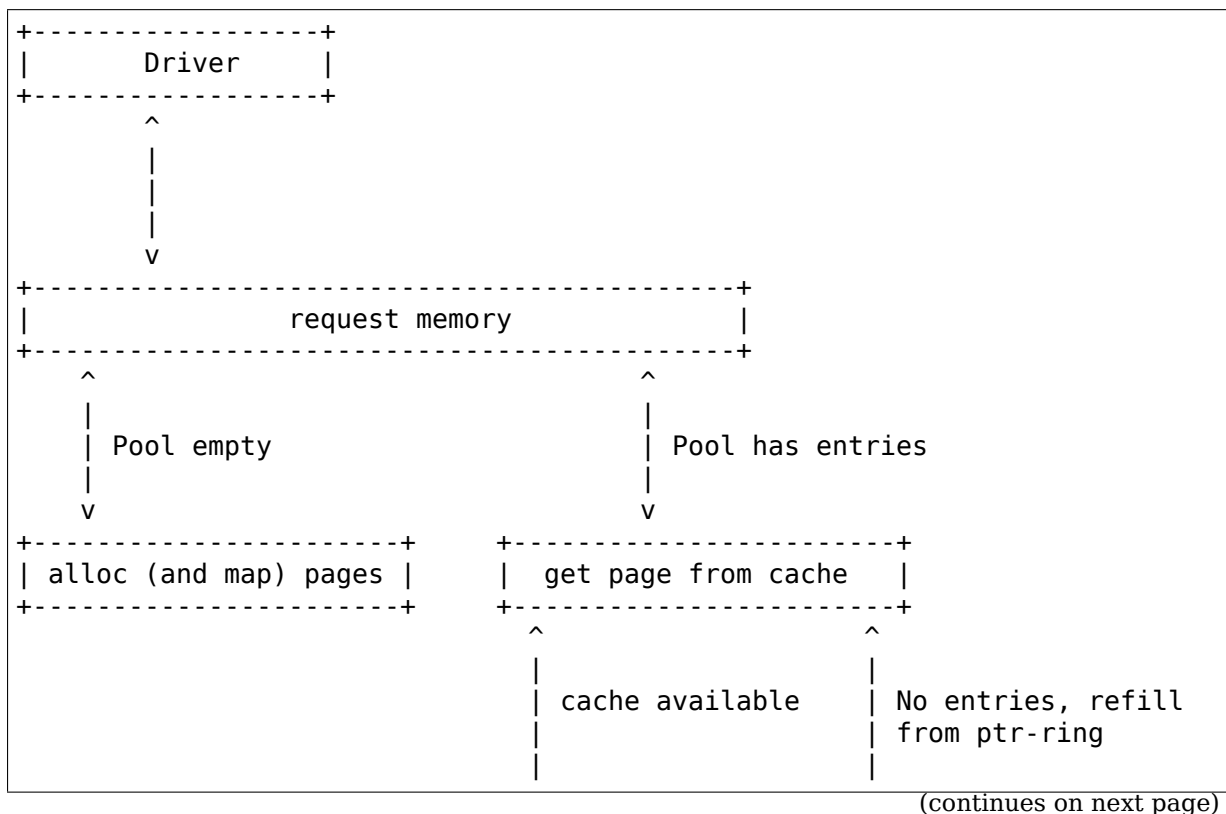 +------------------+
|       Driver     |
+------------------+
        ^
        |
        |
        |
        v
+--------------------------------------------+
|                request memory              |
+--------------------------------------------+
    ^                                  ^
    |                                  |
    | Pool empty                       | Pool has entries
    |                                  |
    v                                  v
+-----------------------+     +------------------------+
| alloc (and map) pages |     |  get page from cache   |
+-----------------------+     +------------------------+
                                ^                    ^
                                |                    |
                                | cache available    | No entries, refill
                                |                    | from ptr-ring
                                |                    |
(continues on next page)